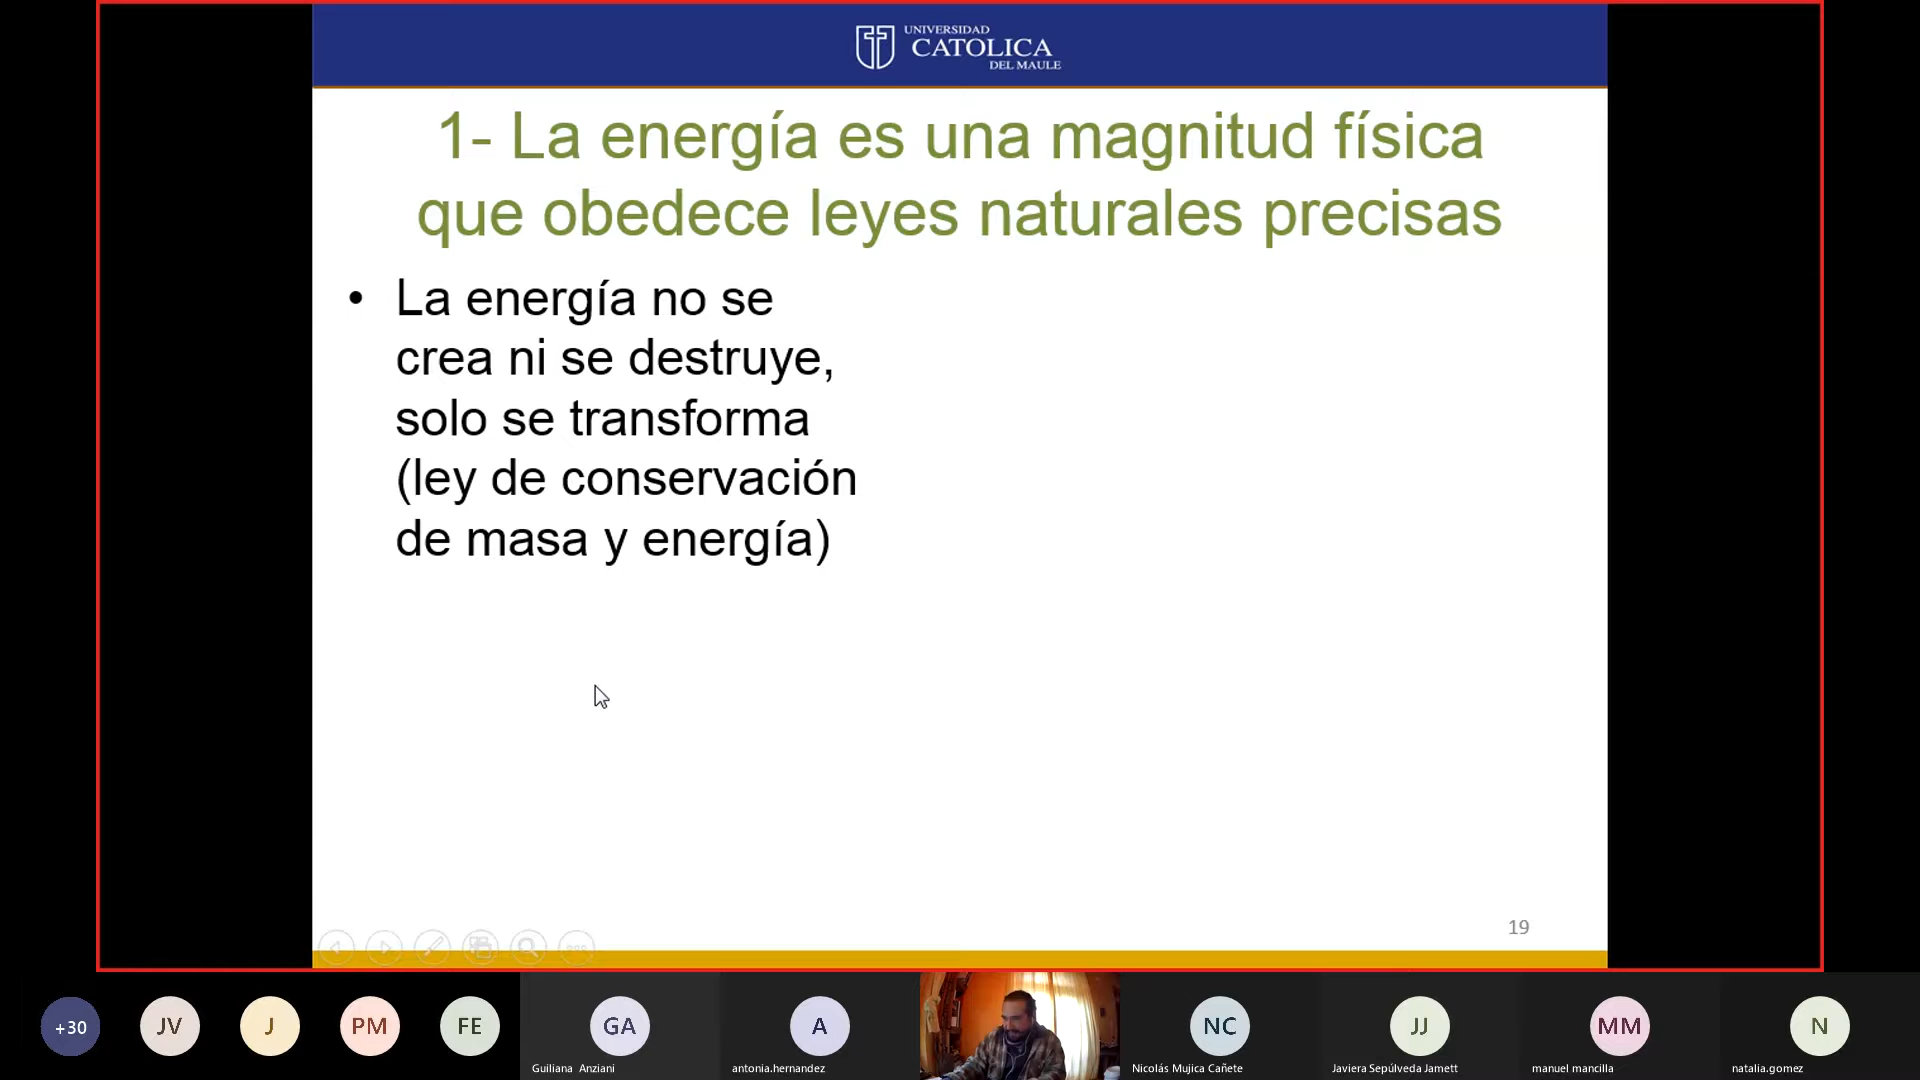 UNIVERSIDAD
CATOLICA
DEL MAULE
1- La energía es una magnitud física
que obedece leyes naturales precisas
• La energía no se
crea ni se destruye,
solo se transforma
(ley de conservación
de masa y energía)
19
+30
JV
J
PM
FE
GA
A
NC
JJ
MM
N
Guiliana Anziani
antonia.hernandez
Nicolás Mujica Cañete
Javiera Sepúlveda Jamett
manuel mancilla
natalia.gomez